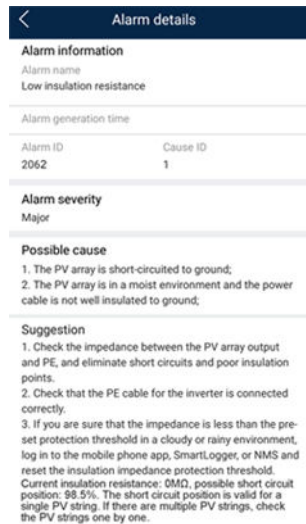 Alarm details
Alarm information
Alarm name
Low insulation resistance
Alarm generation time
Alarm ID Cause ID
2062 1
Alarm severity
Major
Possible cause
1. The PV array is short-circuited to ground;
2. The PV array is in a moist environment and the power
cable is not well insulated to ground;
Suggestion
1. Check the impedance between the PV array output
and PE, and eliminate short circuits and poor insulation
points.
2. Check that the PE cable for the inverter is connected
correctly.
3. If you are sure that the impedance is less than the pre-
set protection threshold in a cloudy or rainy environment,
log in to the mobile phone app, SmartLogger, or NMS and
reset the insulation impedance protection threshold.
Current insulation resistance: 0MΩ, possible short circuit
position: 98.5%. The short circuit position is valid for a
single PV string. If there are multiple PV strings, check
the PV strings one by one.